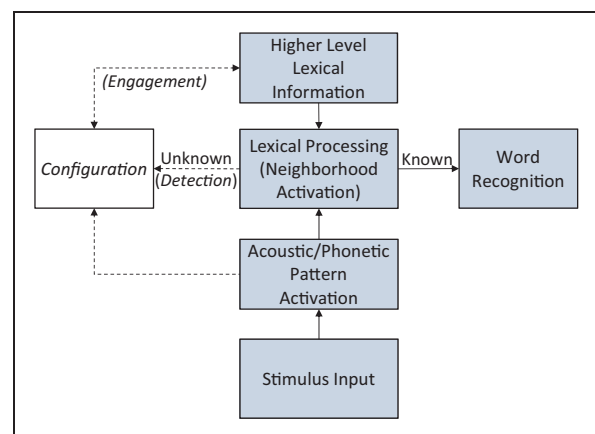 Higher Level
Lexical
Information
(Engagement)
Configuration
Unknown
(Detection)
Lexical Processing
(Neighborhood
Activation)
Known
Word
Recognition
Acoustic/Phonetic
Pattern
Activation
Stimulus Input